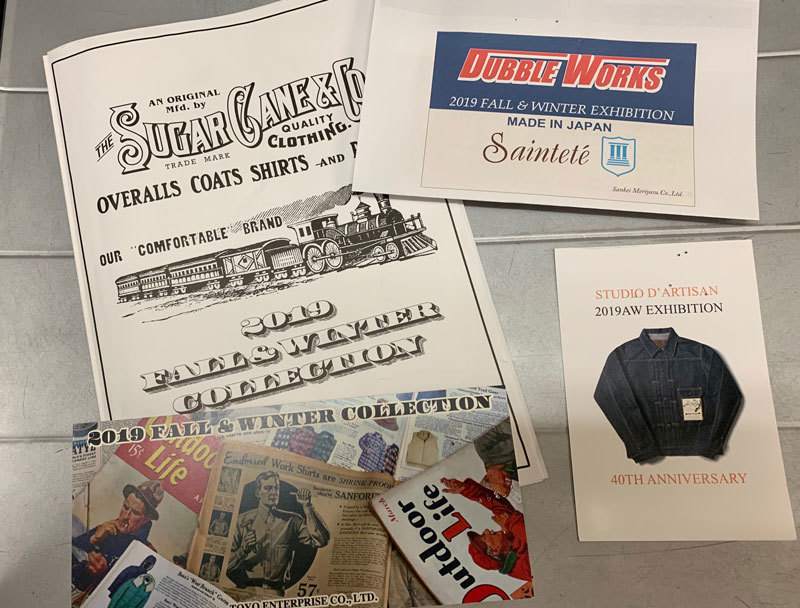 AN ORIGINAL
Mfd. by
THE SUGAR CANE & Co
QUALITY
CLOTHING.
TRADE MARK
OVERALLS COATS SHIRTS AND
OUR "COMFORTABLE" BRAND
2019
FALL & WINTER
COLLECTION
DUBBLE WORKS
2019 FALL & WINTER EXHIBITION
MADE IN JAPAN
Sainteté
Sankei Meriyasu Co.,Ltd.
STUDIO D'ARTISAN
2019AW EXHIBITION
40TH ANNIVERSARY
2019 FALL & WINTER COLLECTION
15¢
Outdoor
Life
Endorsed Work Shirts are SHRINK-PROOF
SANFORI
57¢
March
Outdoor
Life
TOYO ENTERPRISE CO., LTD.